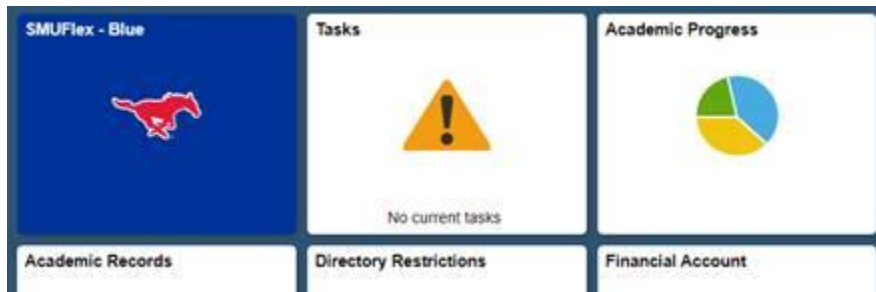 SMUFlex - Blue
Tasks
Academic Progress
No current tasks
Academic Records
Directory Restrictions
Financial Account